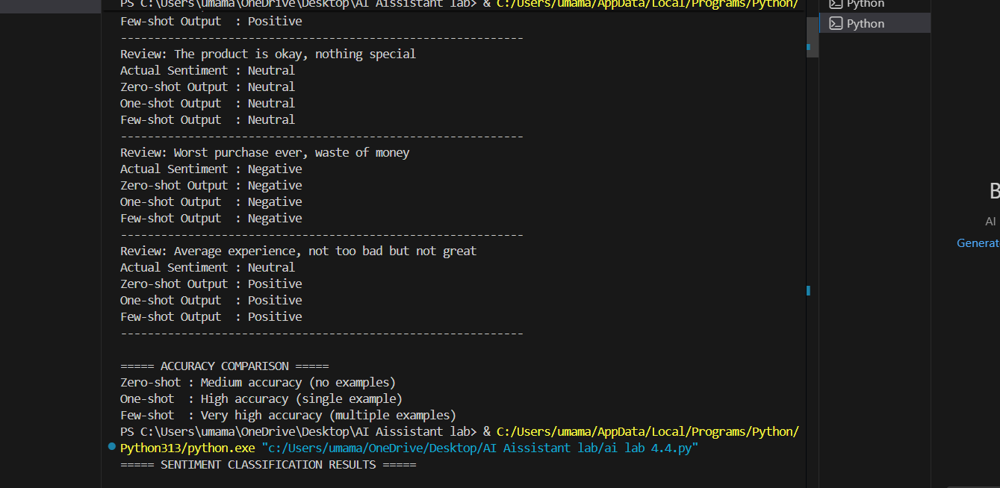 PS C:\Users\umama\OneDrive\Desktop\AI Aissistant lab> & C:/Users/umama/AppData/Local/Programs/Python/
Few-shot Output  : Positive
------------------------------------------------------------
Review: The product is okay, nothing special
Actual Sentiment : Neutral
Zero-shot Output : Neutral
One-shot Output  : Neutral
Few-shot Output  : Neutral
------------------------------------------------------------
Review: Worst purchase ever, waste of money
Actual Sentiment : Negative
Zero-shot Output : Negative
One-shot Output  : Negative
Few-shot Output  : Negative
------------------------------------------------------------
Review: Average experience, not too bad but not great
Actual Sentiment : Neutral
Zero-shot Output : Positive
One-shot Output  : Positive
Few-shot Output  : Positive
------------------------------------------------------------
===== ACCURACY COMPARISON =====
Zero-shot : Medium accuracy (no examples)
One-shot  : High accuracy (single example)
Few-shot  : Very high accuracy (multiple examples)
PS C:\Users\umama\OneDrive\Desktop\AI Aissistant lab> & C:/Users/umama/AppData/Local/Programs/Python/
Python313/python.exe "c:/Users/umama/OneDrive/Desktop/AI Aissistant lab/ai lab 4.4.py"
===== SENTIMENT CLASSIFICATION RESULTS =====
Python
Python
B
AI
Generat